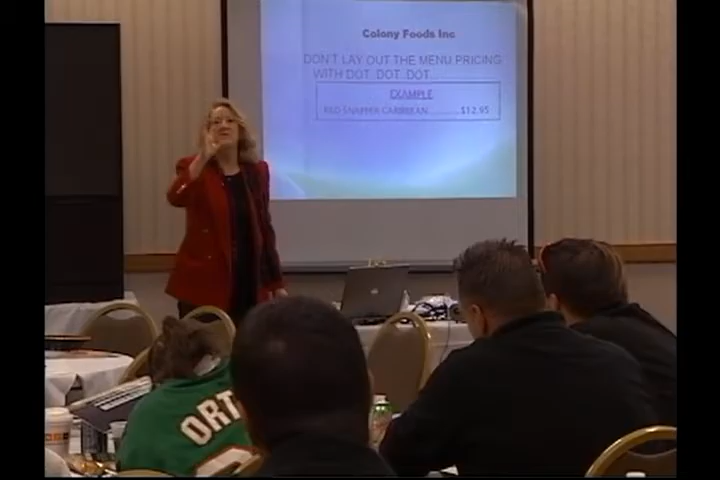 Colony Foods Inc
DON'T LAY OUT THE MENU PRICING
WITH DOT. DOT. DOT...
EXAMPLE
RED SNAPPER CARIBBEAN..........$12.95
ORT